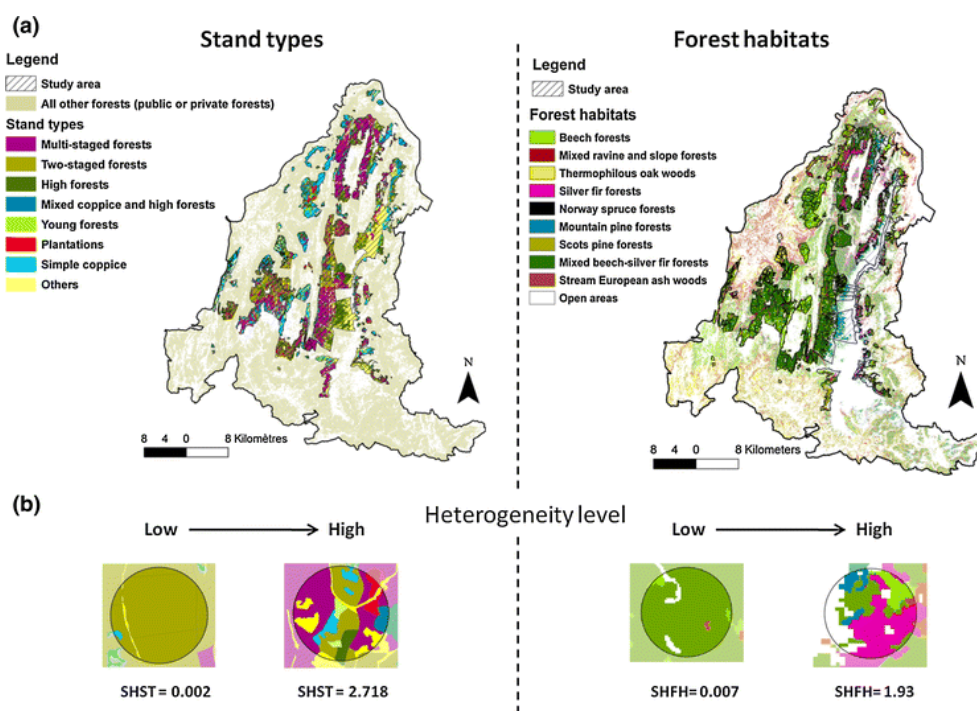 (a)
Stand types
Legend
Study area
All other forests (public or private forests)
Stand types
Multi-staged forests
Two-staged forests
High forests
Mixed coppice and high forests
Young forests
Plantations
Simple coppice
Others
N
8 4 0 8 Kilomètres
Forest habitats
Legend
Study area
Forest habitats
Beech forests
Mixed ravine and slope forests
Thermophilous oak woods
Silver fir forests
Norway spruce forests
Mountain pine forests
Scots pine forests
Mixed beech-silver fir forests
Stream European ash woods
Open areas
N
8 4 0 8 Kilometers
(b)
Heterogeneity level
Low High
Low High
SHST = 0.002
SHST = 2.718
SHFH = 0.007
SHFH= 1.93